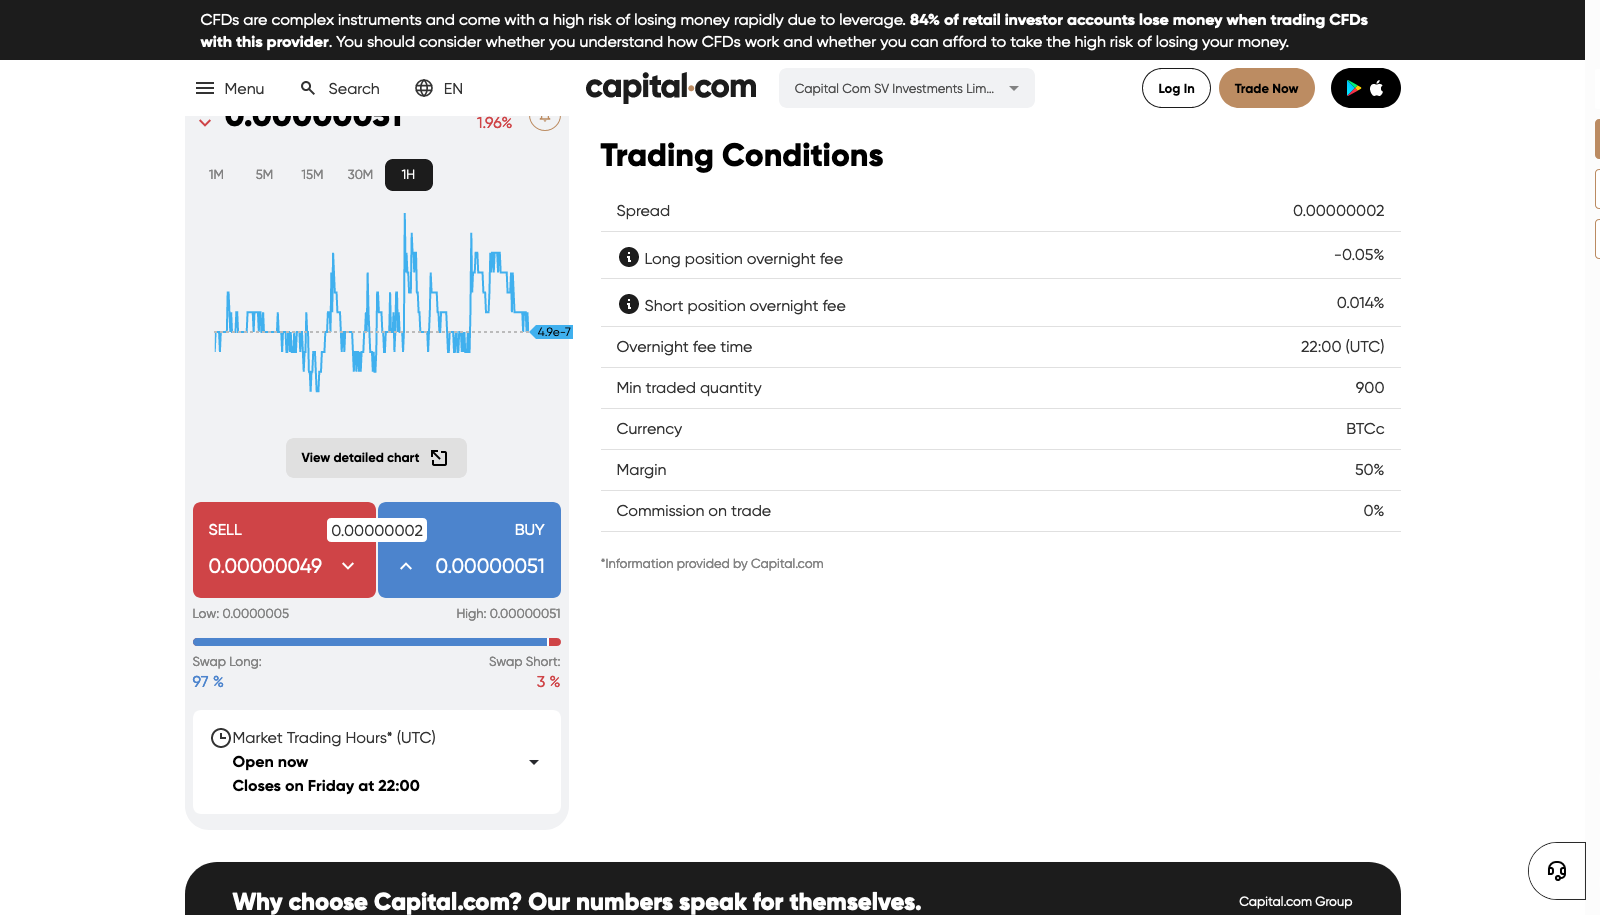 CFDs are complex instruments and come with a high risk of losing money rapidly due to leverage. 84% of retail investor accounts lose money when trading CFDs
with this provider. You should consider whether you understand how CFDs work and whether you can afford to take the high risk of losing your money.
Menu Search EN capital.com Capital Com SV Investments Lim... Log In Trade Now
0.00000051 1.96%
1M 5M 15M 30M 1H
4.9e-7
View detailed chart
SELL 0.00000002 BUY
0.00000049 0.00000051
Low: 0.0000005 High: 0.00000051
Swap Long: Swap Short:
97 % 3 %
Market Trading Hours* (UTC)
Open now
Closes on Friday at 22:00
Trading Conditions
Spread 0.00000002
Long position overnight fee -0.05%
Short position overnight fee 0.014%
Overnight fee time 22:00 (UTC)
Min traded quantity 900
Currency BTCc
Margin 50%
Commission on trade 0%
*Information provided by Capital.com
Why choose Capital.com? Our numbers speak for themselves. Capital.com Group